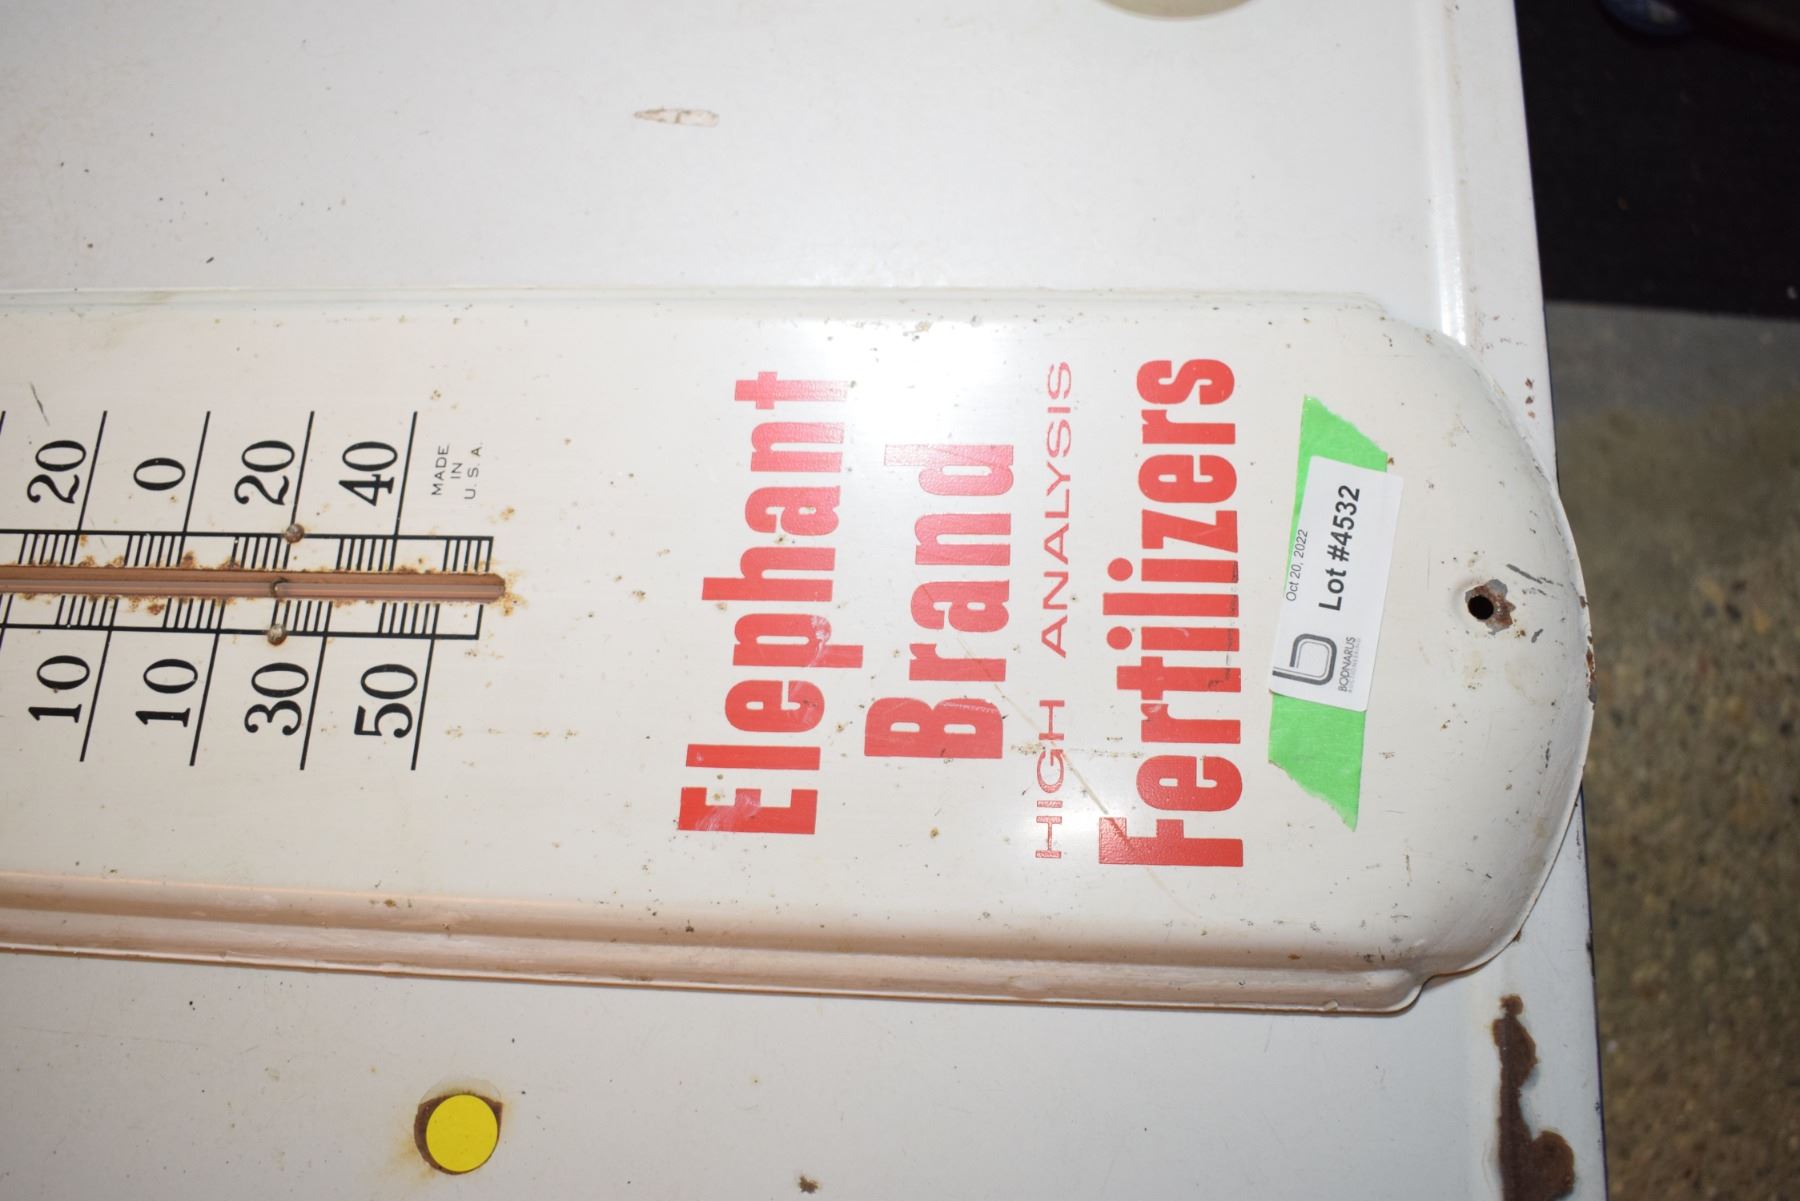 20
10
0
10
20
30
40
50
MADE
IN
U.S.A.
Elephant
Brand
HIGH ANALYSIS
Fertilizers
Oct 20, 2022
Lot #4532
BODNARUS
AUCTIONEERING